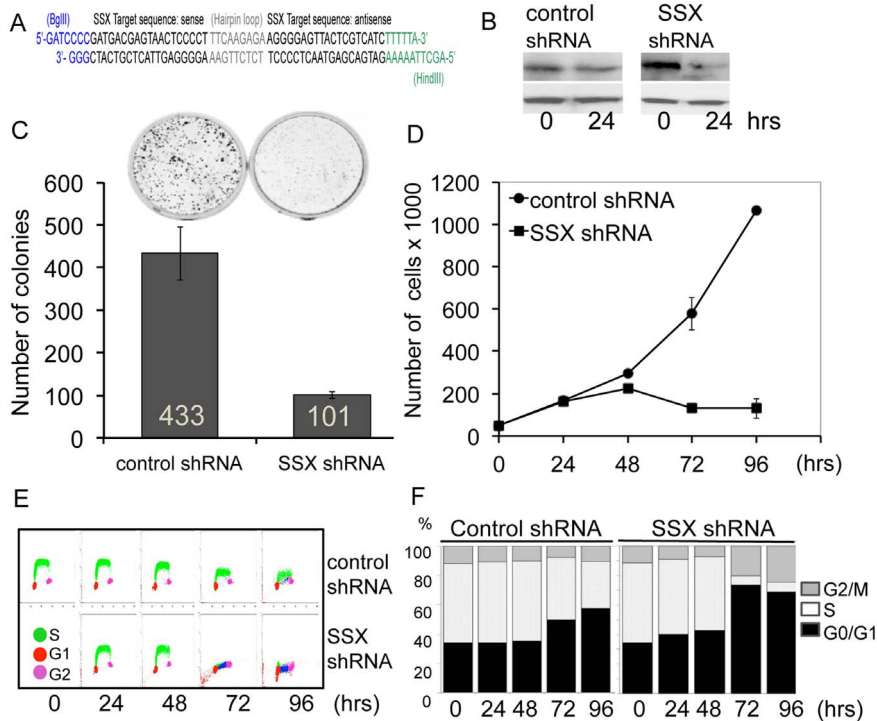 A
(BglII) SSX Target sequence: sense (Hairpin loop) SSX Target sequence: antisense
5'-GATCCCCGATGACGAGTAACTCCCCTTTCAAGAGAAGGGGAGTTACTCGTCATCTTTTTA-3'
3'- GGGCTACTGCTCATTGAGGGGAAAGTTCTCTTCCCCTCAATGAGCAGTAGAAAAATTCGA-5'
(HindIII)
B
control shRNA
SSX shRNA
0 24 0 24 hrs
C
Number of colonies
600
500
400
300
200
100
0
433
101
control shRNA
SSX shRNA
D
Number of cells x 1000
1200
1000
800
600
400
200
0
control shRNA
SSX shRNA
0 24 48 72 96 (hrs)
E
control shRNA
SSX shRNA
S
G1
G2
0 24 48 72 96 (hrs)
F
%
100
80
60
40
20
0
Control shRNA
SSX shRNA
G2/M
S
G0/G1
0 24 48 72 96 0 24 48 72 96 (hrs)